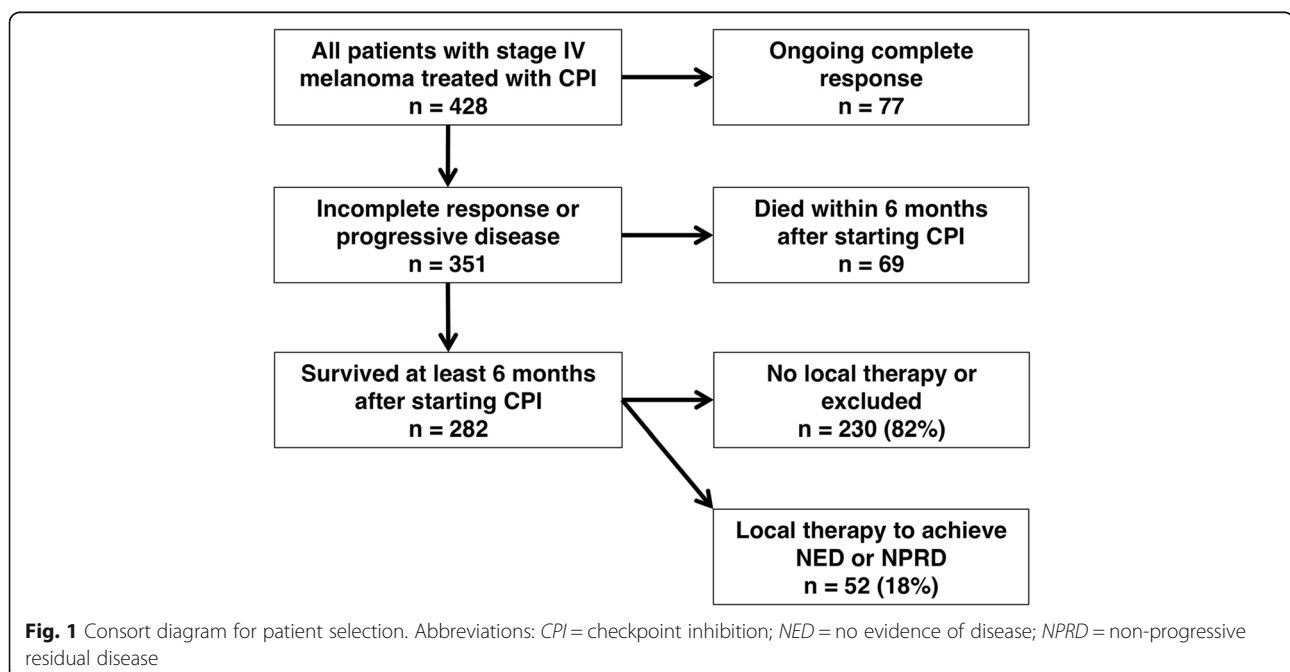 All patients with stage IV
melanoma treated with CPI
n = 428
Ongoing complete
response
n = 77
Incomplete response or
progressive disease
n = 351
Died within 6 months
after starting CPI
n = 69
Survived at least 6 months
after starting CPI
n = 282
No local therapy or
excluded
n = 230 (82%)
Local therapy to achieve
NED or NPRD
n = 52 (18%)
Fig. 1 Consort diagram for patient selection. Abbreviations: CPI = checkpoint inhibition; NED = no evidence of disease; NPRD = non-progressive
residual disease